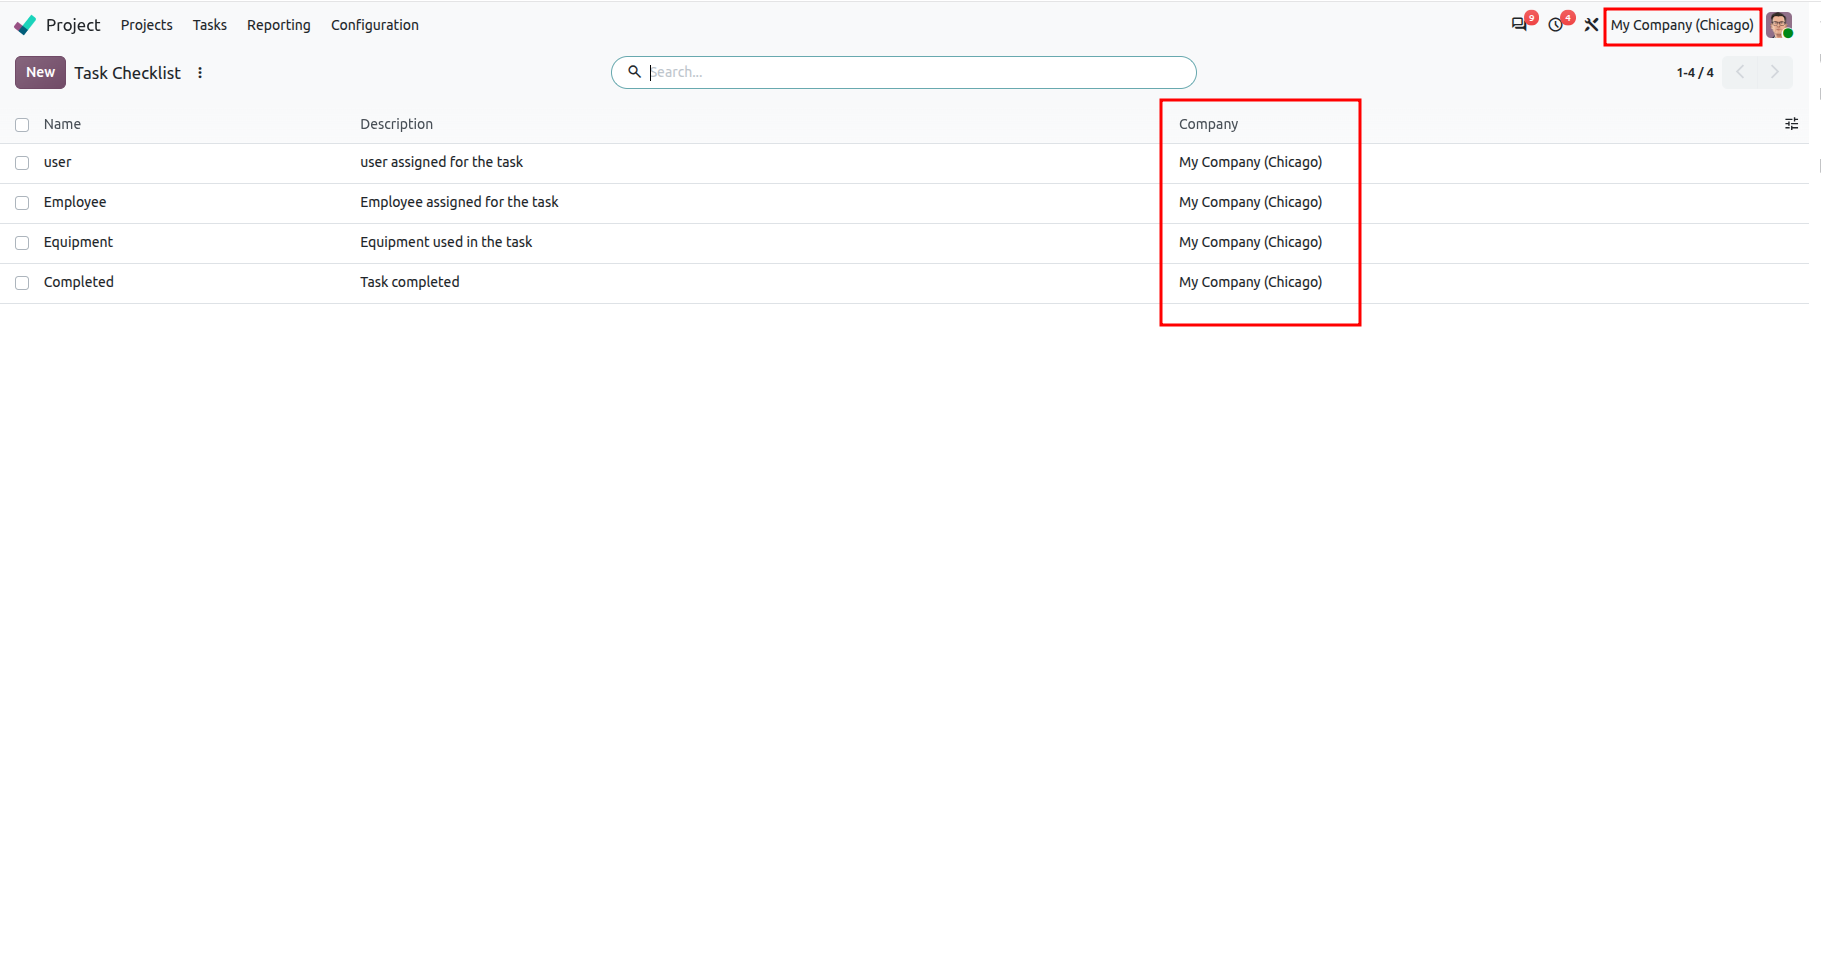 Project Projects Tasks Reporting Configuration 9 4 My Company (Chicago)
New Task Checklist Search... 1-4 / 4
Name Description Company
user user assigned for the task My Company (Chicago)
Employee Employee assigned for the task My Company (Chicago)
Equipment Equipment used in the task My Company (Chicago)
Completed Task completed My Company (Chicago)